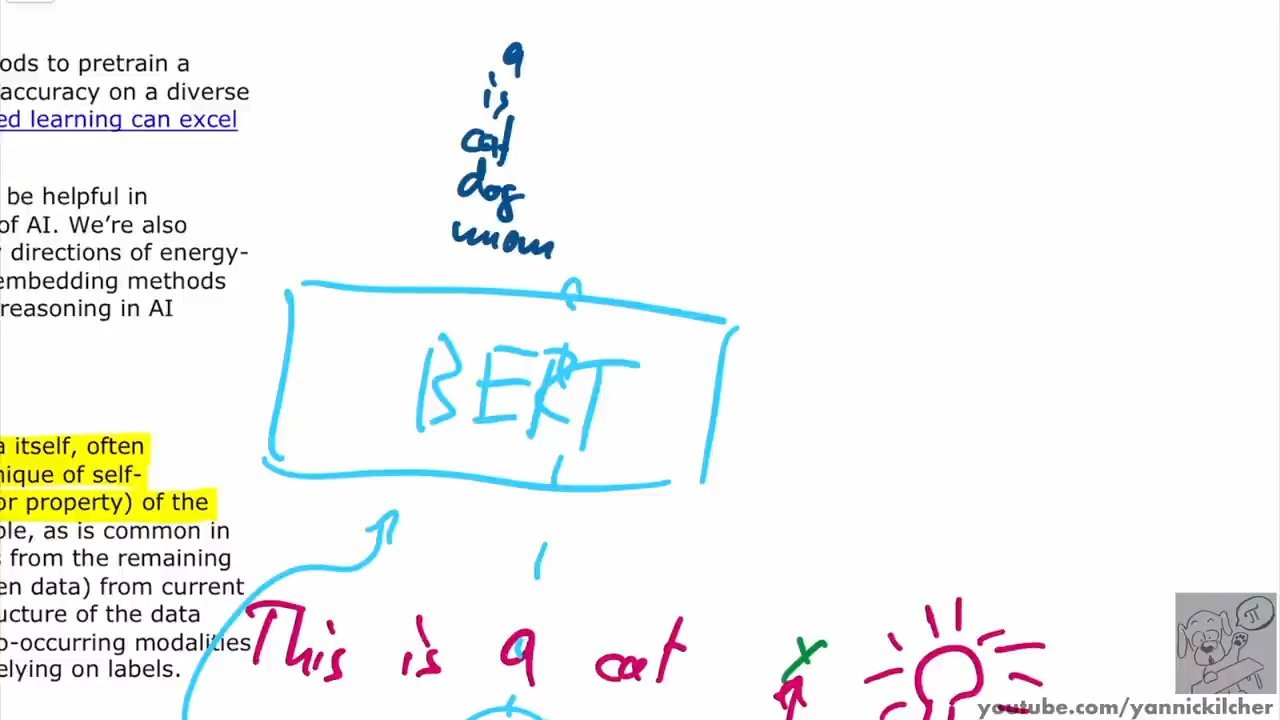 ods to pretrain a
accuracy on a diverse
ed learning can excel
be helpful in
of AI. We're also
directions of energy-
embedding methods
reasoning in AI
a itself, often
nique of self-
or property) of the
ple, as is common in
from the remaining
en data) from current
ucture of the data
o-occurring modalities
elying on labels.
a
is
cat
dog
BERT
This is a cat
π
youtube.com/yannickilcher